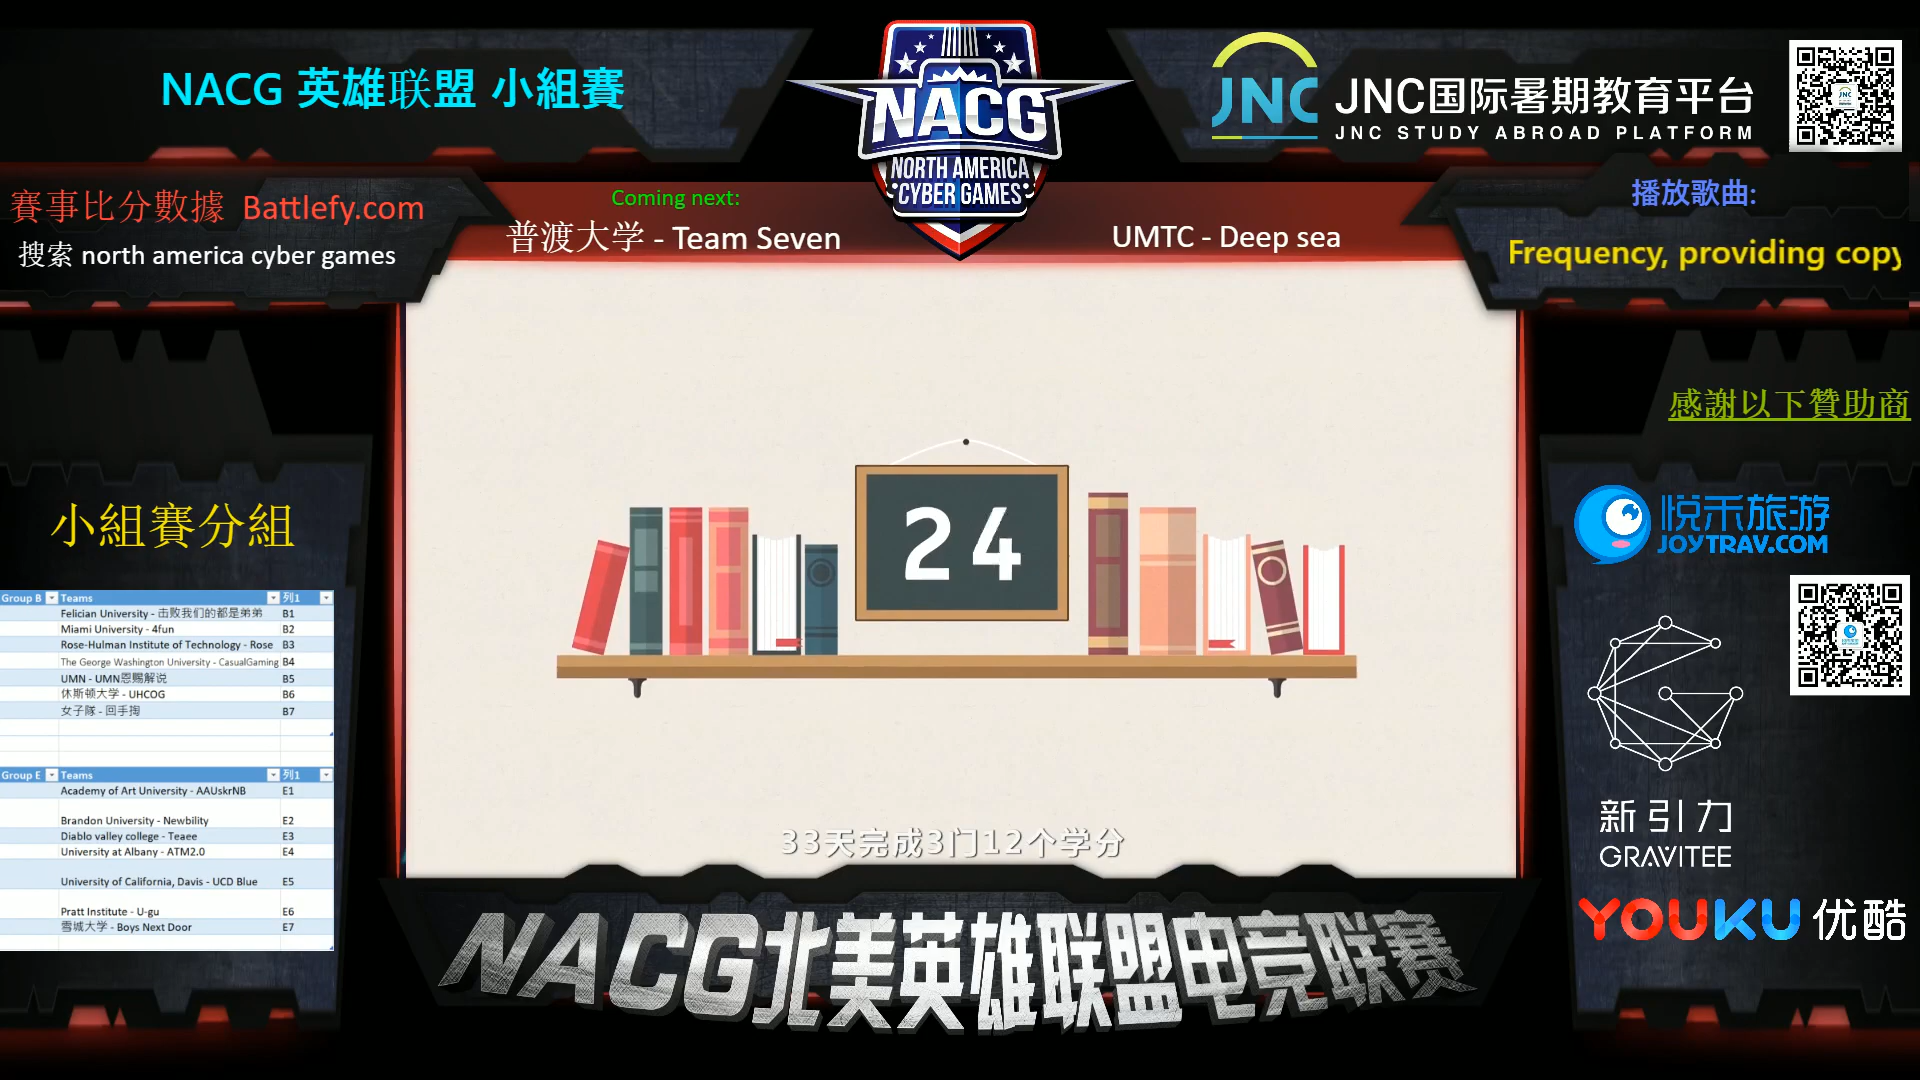 NACG 英雄联盟 小組賽
NACG
NORTH AMERICA
CYBER GAMES
JNC
JNC国际暑期教育平台
JNC STUDY ABROAD PLATFORM
賽事比分數據 Battlefy.com
搜索 north america cyber games
Coming next:
普渡大学 - Team Seven
UMTC - Deep sea
播放歌曲:
Frequency, providing copy
感謝以下贊助商
24
33天完成3门12个学分
小組賽分組
Group B Teams 列1
Felician University - 击败我们的都是弟弟 B1
Miami University - 4fun B2
Rose-Hulman Institute of Technology - Rose B3
The George Washington University - CasualGaming B4
UMN - UMN恩赐解说 B5
休斯顿大学 - UHCOG B6
女子隊 - 回手掏 B7
Group E Teams 列1
Academy of Art University - AAUskrNB E1
Brandon University - Newbility E2
Diablo valley college - Teaee E3
University at Albany - ATM2.0 E4
University of California, Davis - UCD Blue E5
Pratt Institute - U-gu E6
雪城大学 - Boys Next Door E7
悦禾旅游
JOYTRAV.COM
新引力
GRAVITEE
YOUKU 优酷
NACG北美英雄联盟电竞联赛